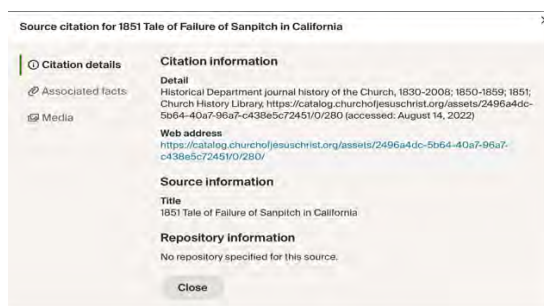 Source citation for 1851 Tale of Failure of Sanpitch in California
Citation details
Associated facts
Media
Citation information
Detail
Historical Department journal history of the Church, 1830-2008; 1850-1859; 1851;
Church History Library, https://catalog.churchofjesuschrist.org/assets/2496a4dc-
5b64-40a7-96a7-c438e5c72451/0/280 (accessed: August 14, 2022)
Web address
https://catalog.churchofjesuschrist.org/assets/2496a4dc-5b64-40a7-96a7-
c438e5c72451/0/280/
Source information
Title
1851 Tale of Failure of Sanpitch in California
Repository information
No repository specified for this source.
Close